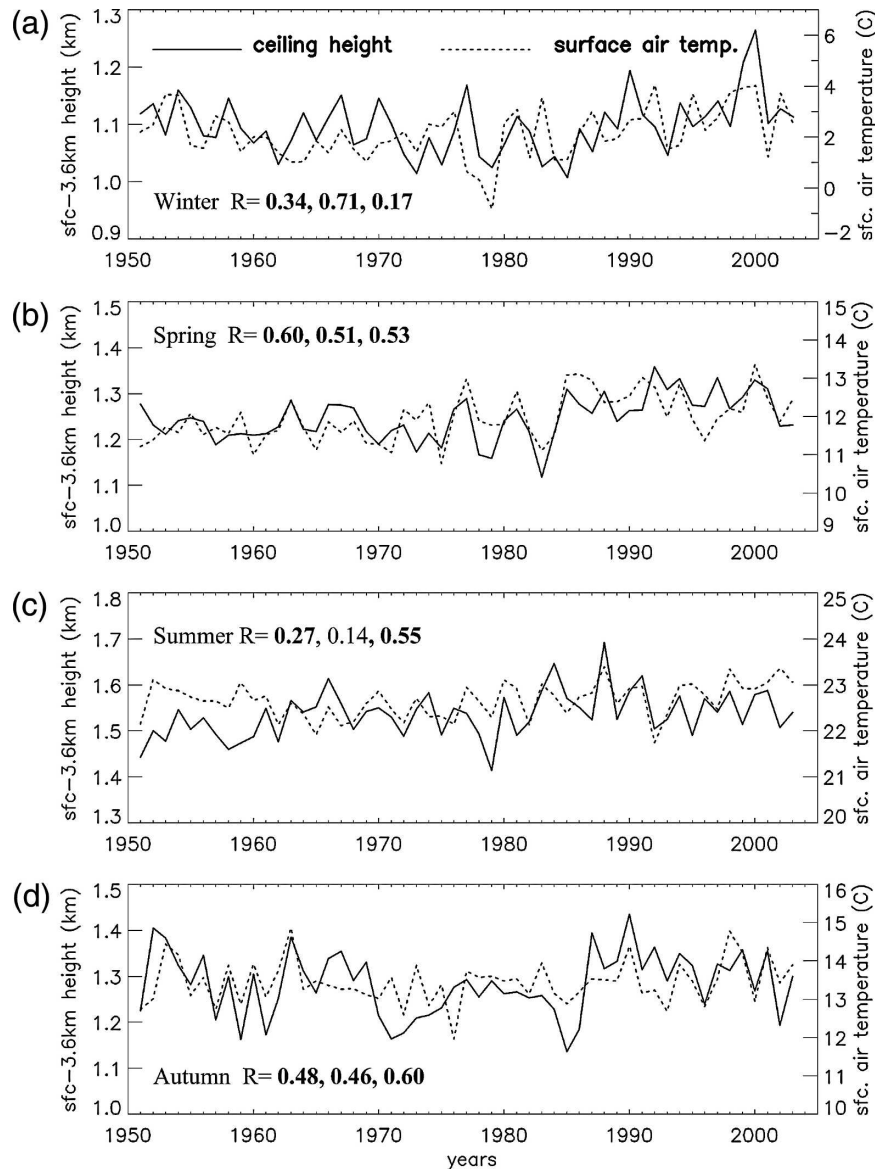 (a)
ceiling height surface air temp.
sfc-3.6km height (km)
1.3
1.2
1.1
1.0
0.9
6
4
2
0
-2
sfc. air temperature (C)
Winter R= 0.34, 0.71, 0.17
1950 1960 1970 1980 1990 2000
(b)
sfc-3.6km height (km)
1.5
1.4
1.3
1.2
1.1
1.0
15
14
13
12
11
10
9
sfc. air temperature (C)
Spring R= 0.60, 0.51, 0.53
1950 1960 1970 1980 1990 2000
(c)
sfc-3.6km height (km)
1.8
1.7
1.6
1.5
1.4
1.3
25
24
23
22
21
20
sfc. air temperature (C)
Summer R= 0.27, 0.14, 0.55
1950 1960 1970 1980 1990 2000
(d)
sfc-3.6km height (km)
1.5
1.4
1.3
1.2
1.1
1.0
16
15
14
13
12
11
10
sfc. air temperature (C)
Autumn R= 0.48, 0.46, 0.60
1950 1960 1970 1980 1990 2000
years